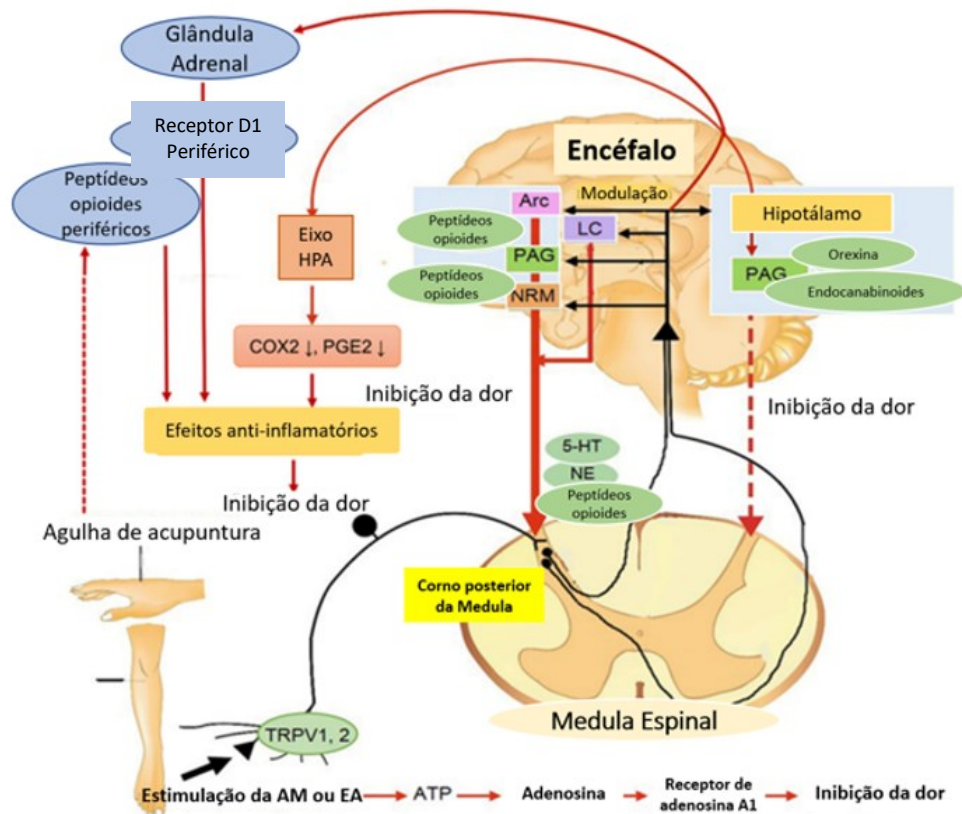 Glândula
Adrenal
Receptor D1
Periférico
Peptídeos
opioides
periféricos
Encéfalo
Modulação
Arc
LC
Peptídeos
opioides
PAG
Peptídeos
opioides
NRM
Hipotálamo
PAG
Orexina
Endocanabinoides
Eixo
HPA
COX2 ↓, PGE2 ↓
Inibição da dor
Inibição da dor
Efeitos anti-inflamatórios
5-HT
NE
Peptídeos
opioides
Inibição da dor
Agulha de acupuntura
Corno posterior
da Medula
Medula Espinal
TRPV1, 2
Estimulação da AM ou EA
ATP
Adenosina
Receptor de
adenosina A1
Inibição da dor